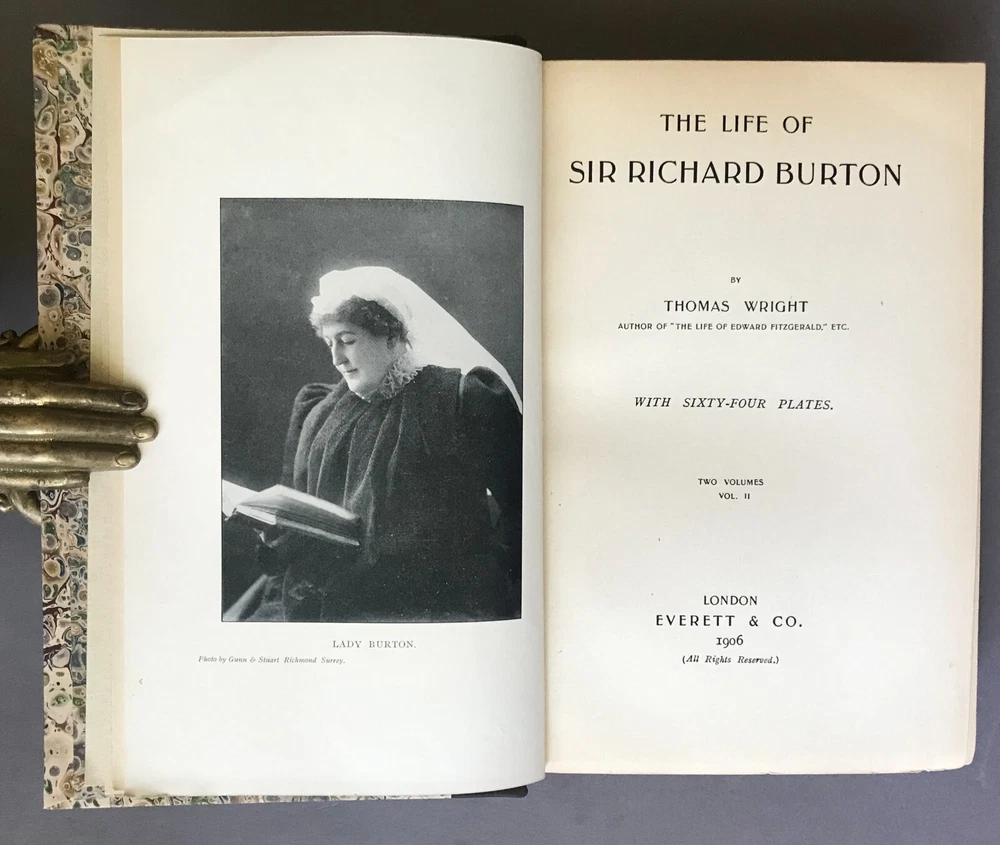 LADY BURTON.
Photo by Gunn & Stuart Richmond Surrey.
THE LIFE OF
SIR RICHARD BURTON
BY
THOMAS WRIGHT
AUTHOR OF "THE LIFE OF EDWARD FITZGERALD," ETC.
WITH SIXTY-FOUR PLATES.
TWO VOLUMES
VOL. II
LONDON
EVERETT & CO.
1906
(All Rights Reserved.)